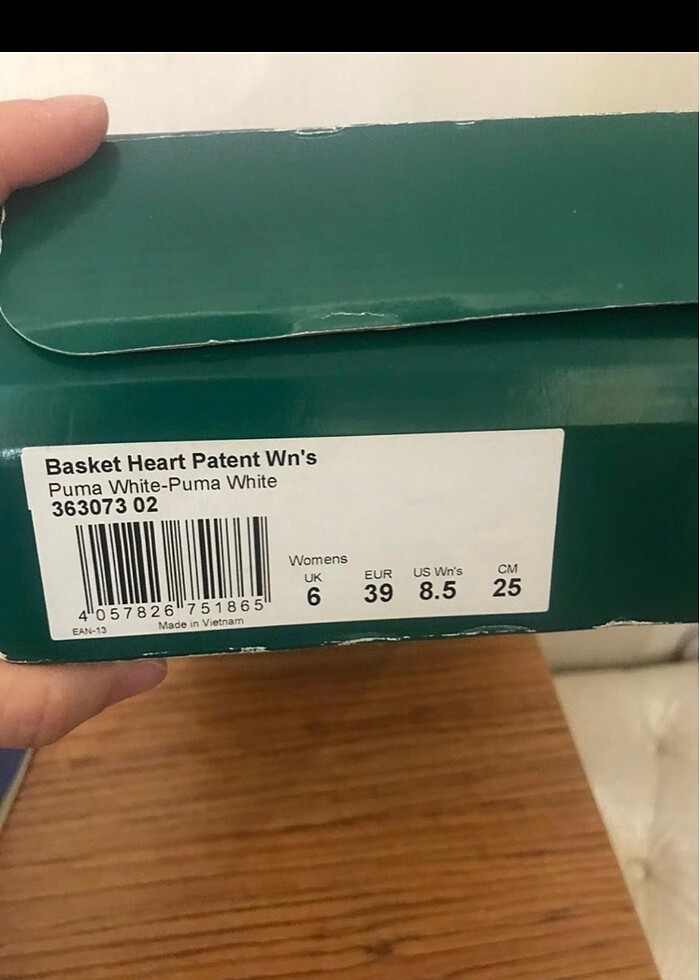 Basket Heart Patent Wn's
Puma White-Puma White
363073 02
Womens
UK EUR US Wn's CM
6 39 8.5 25
4 057826 751865
EAN-13 Made in Vietnam